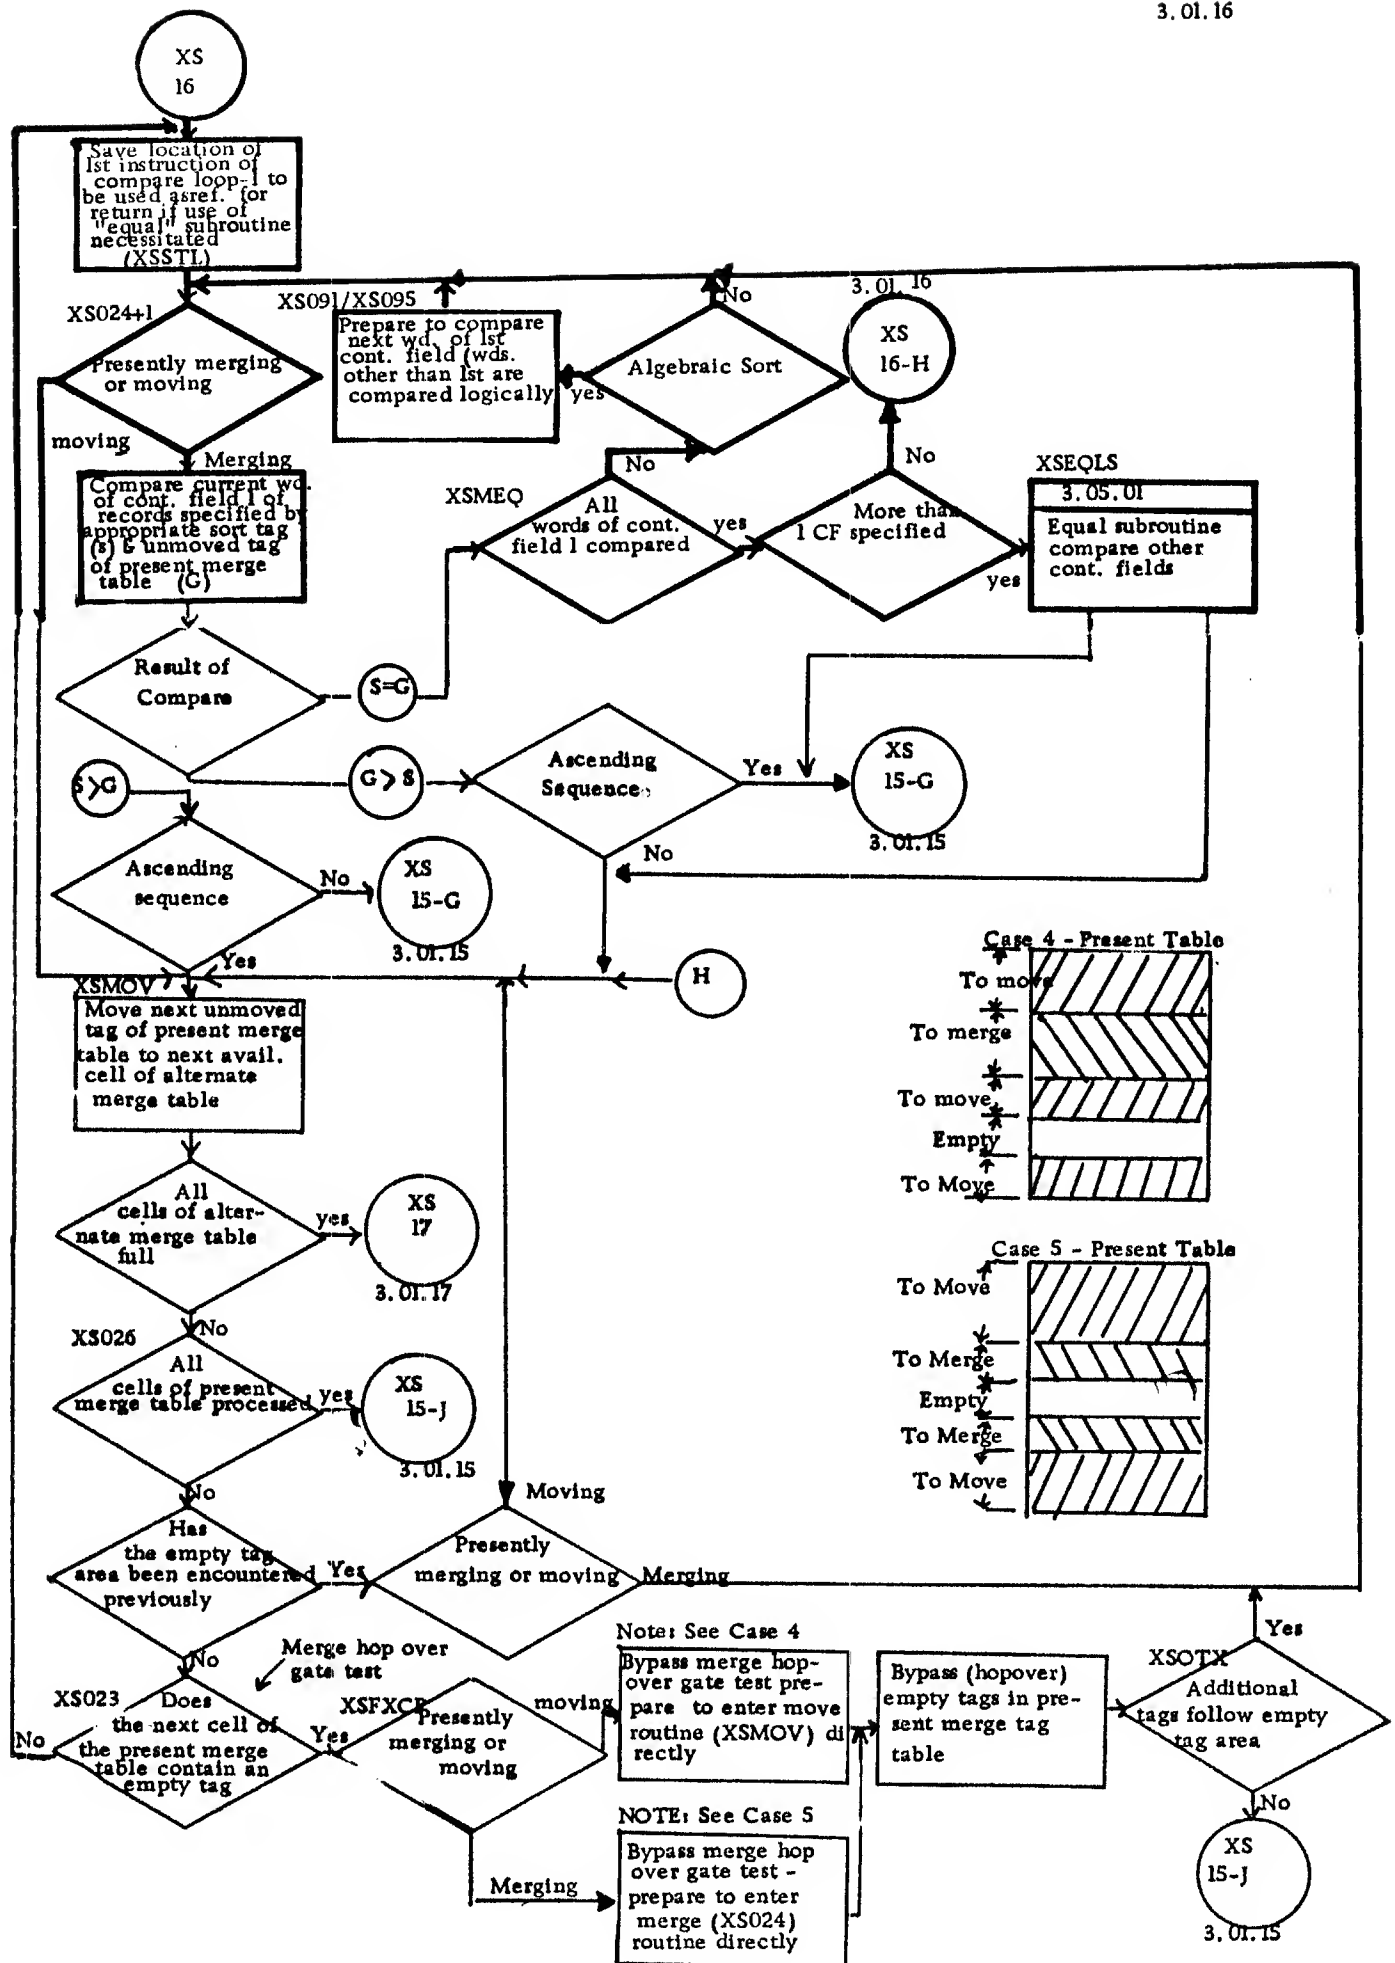 3.01.16
XS
16
Save location of
1st instruction of
compare loop-1 to
be used asref. for
return if use of
"equal" subroutine
necessitated
(XSSTL)
XS024+1
Presently merging
or moving
moving
Merging
XS091/XS095
Prepare to compare
next wd. of 1st
cont. field (wds.
other than 1st are
compared logically
yes
Algebraic Sort
No
3.01.16
XS
16-H
Compare current wd.
of cont. field 1 of
records specified by
appropriate sort tag
(s) & unmoved tag
of present merge
table (G)
XSMEQ
No
All
words of cont.
field 1 compared
yes
No
More than
1 CF specified
yes
XSEQLS
3.05.01
Equal subroutine
compare other
cont. fields
Result of
Compare
S=G
S>G
G>S
Ascending
Sequence
Yes
XS
15-G
3.01.15
No
Ascending
sequence
No
XS
15-G
3.01.15
Yes
H
XSMOV
Move next unmoved
tag of present merge
table to next avail.
cell of alternate
merge table
Case 4 - Present Table
To move
To merge
To move
Empty
To Move
All
cells of alter-
nate merge table
full
yes
XS
17
3.01.17
No
Case 5 - Present Table
To Move
To Merge
Empty
To Merge
To Move
XS026
All
cells of present
merge table processed
yes
XS
15-J
3.01.15
No
Has
the empty tag
area been encountered
previously
Yes
Moving
Presently
merging or moving
Merging
No
Merge hop over
gate test
XS023
Does
the next cell of
the present merge
table contain an
empty tag
No
Yes
Presently
merging or
moving
moving
Merging
Note: See Case 4
Bypass merge hop-
over gate test pre-
pare to enter move
routine (XSMOV) di
rectly
NOTE: See Case 5
Bypass merge hop
over gate test -
prepare to enter
merge (XS024)
routine directly
Bypass (hopover)
empty tags in pre-
sent merge tag
table
XSOTX
Additional
tags follow empty
tag area
Yes
No
XS
15-J
3.01.15